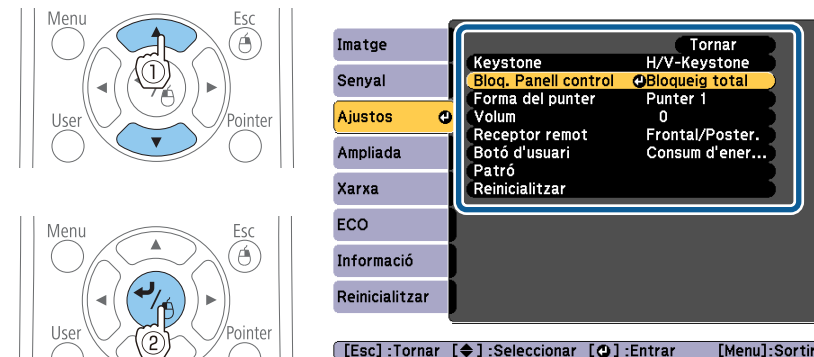 Menu
Esc
①
User
Pointer
Menu
Esc
User
②
Pointer
Imatge
Senyal
Ajustos
Ampliada
Xarxa
ECO
Informació
Reinicialitzar
Tornar
Keystone H/V-Keystone
Bloq. Panell control Bloqueig total
Forma del punter Punter 1
Volum 0
Receptor remot Frontal/Poster.
Botó d'usuari Consum d'ener...
Patró
Reinicialitzar
[Esc] :Tornar [◆] :Seleccionar [⏎] :Entrar [Menu]:Sortir